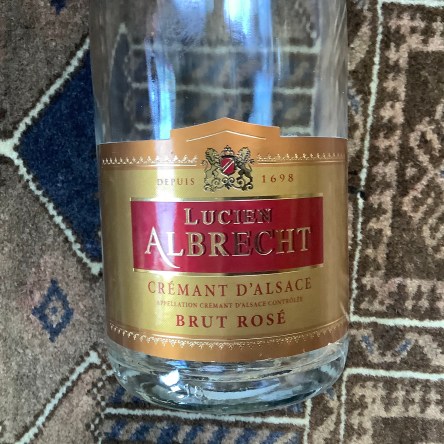 DEPUIS 1698
LUCIEN
ALBRECHT
CRÉMANT D'ALSACE
APPELLATION CRÉMANT D'ALSACE CONTRÔLÉE
BRUT ROSÉ